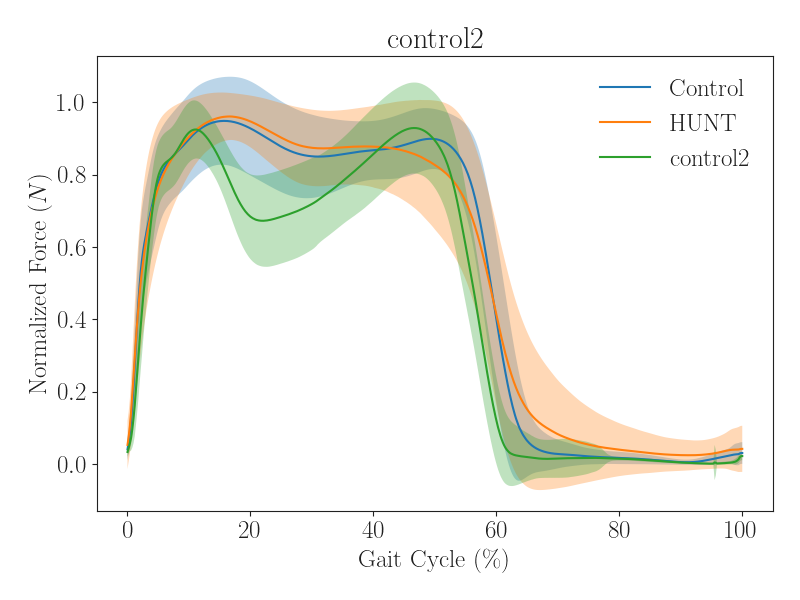 control2
Control
HUNT
control2
Normalized Force (N)
1.0
0.8
0.6
0.4
0.2
0.0
0 20 40 60 80 100
Gait Cycle (%)